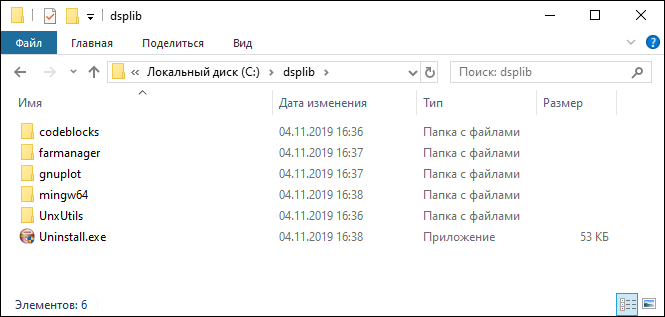 dsplib
Файл Главная Поделиться Вид
« Локальный диск (C:) dsplib Поиск: dsplib
Имя Дата изменения Тип Размер
codeblocks 04.11.2019 16:36 Папка с файлами
farmanager 04.11.2019 16:37 Папка с файлами
gnuplot 04.11.2019 16:37 Папка с файлами
mingw64 04.11.2019 16:38 Папка с файлами
UnxUtils 04.11.2019 16:36 Папка с файлами
Uninstall.exe 04.11.2019 16:38 Приложение 53 КБ
Элементов: 6